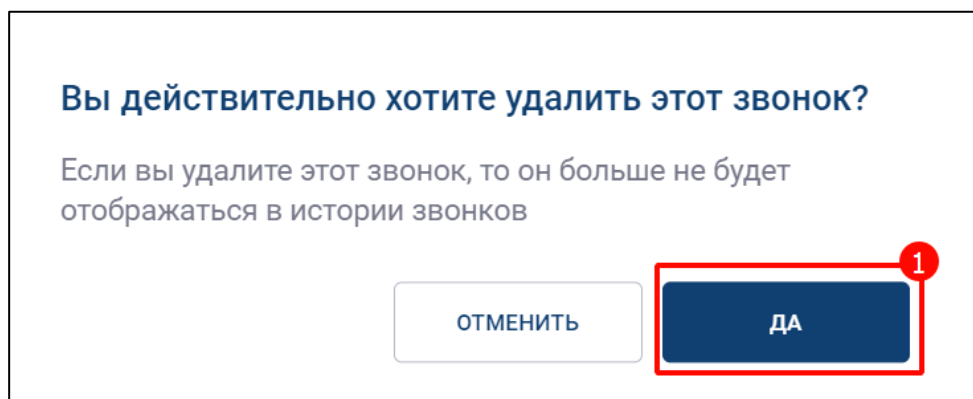 Вы действительно хотите удалить этот звонок?
Если вы удалите этот звонок, то он больше не будет
отображаться в истории звонков
1
ОТМЕНИТЬ
ДА